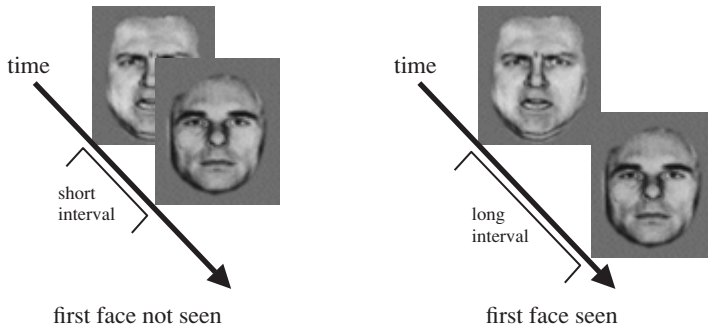 time
short
interval
first face not seen
time
long
interval
first face seen